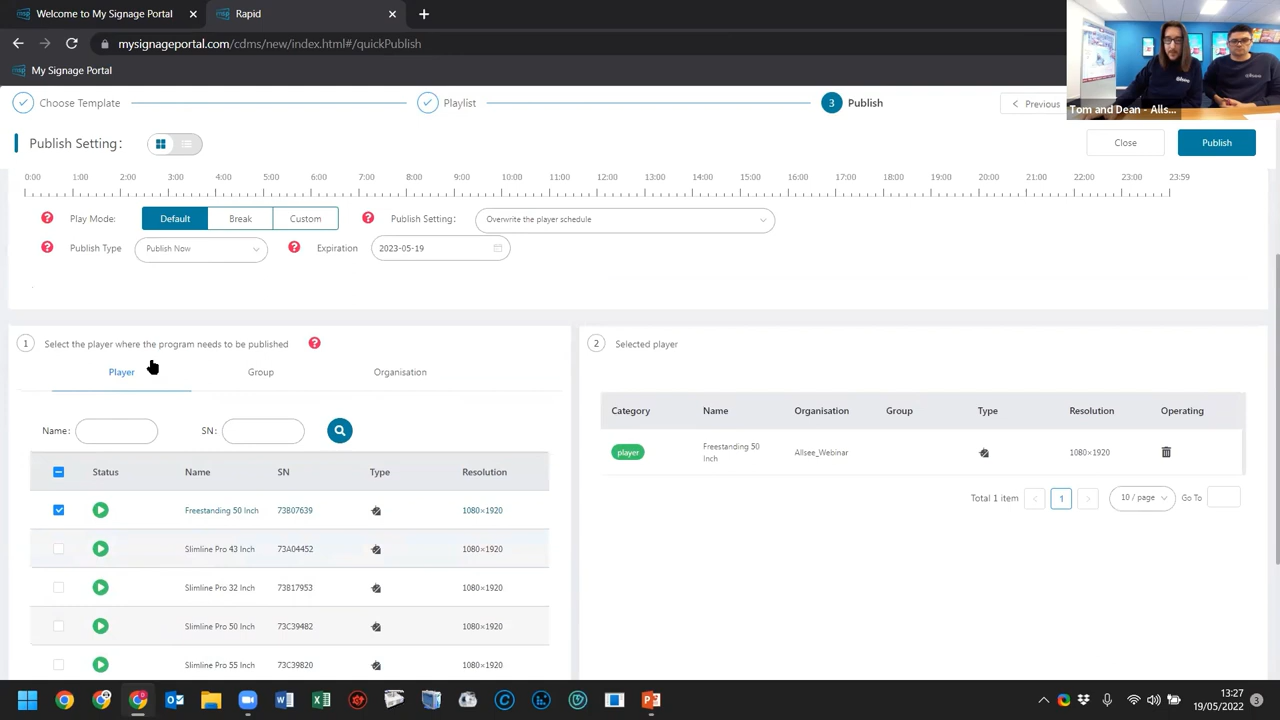 msp Welcome to My Signage Portal × msp Rapid × +
mysignageportal.com/cdms/new/index.html#/quickPublish
msp My Signage Portal
Choose Template Playlist 3 Publish < Previous
Tom and Dean - Alls...
Publish Setting: Close Publish
0:00 1:00 2:00 3:00 4:00 5:00 6:00 7:00 8:00 9:00 10:00 11:00 12:00 13:00 14:00 15:00 16:00 17:00 18:00 19:00 20:00 21:00 22:00 23:00 23:59
? Play Mode: Default Break Custom ? Publish Setting: Overwrite the player schedule
? Publish Type Publish Now ? Expiration 2023-05-19
1 Select the player where the program needs to be published ?
Player Group Organisation
Name: SN:
Status Name SN Type Resolution
Freestanding 50 Inch 73B07639 1080×1920
Slimline Pro 43 Inch 73A04452 1080×1920
Slimline Pro 32 Inch 73B17953 1080×1920
Slimline Pro 50 Inch 73C39482 1080×1920
Slimline Pro 55 Inch 73C39820 1080×1920
2 Selected player
Category Name Organisation Group Type Resolution Operating
player Freestanding 50 Allsee_Webinar 1080×1920
Inch
Total 1 item < 1 > 10 / page Go To
13:27
19/05/2022